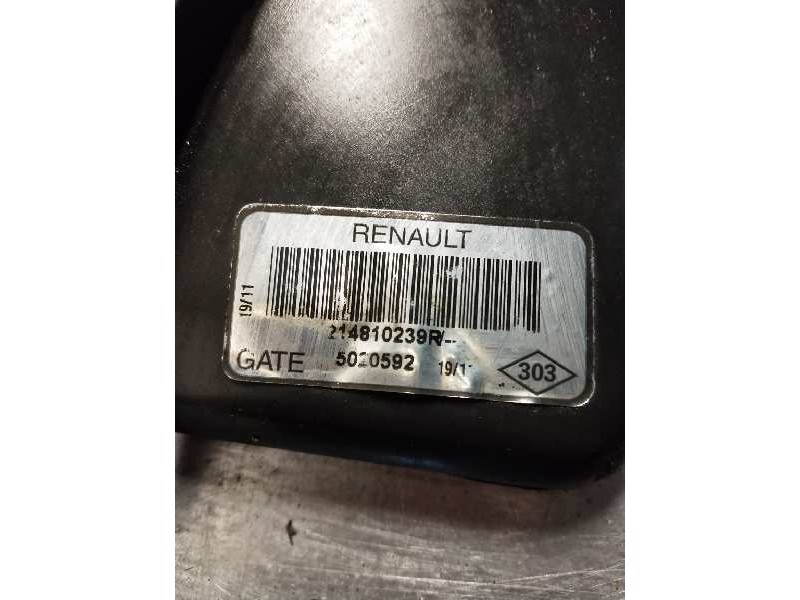 RENAULT
19/11
214810239R/--
GATE 5020592 19/11 303